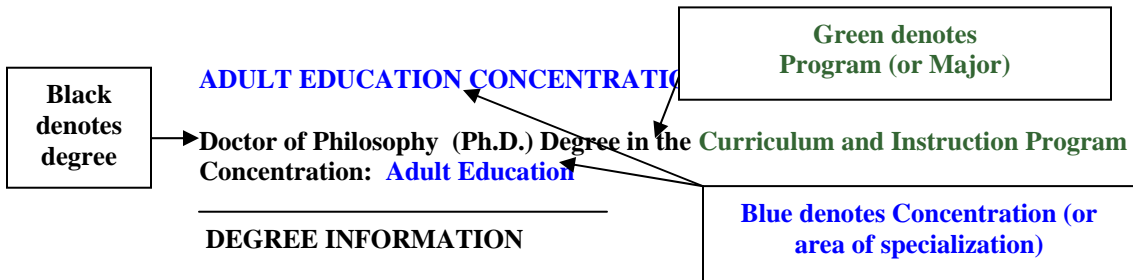 Green denotes
Program (or Major)
ADULT EDUCATION CONCENTRATIO
Black
denotes
degree
Doctor of Philosophy (Ph.D.) Degree in the Curriculum and Instruction Program
Concentration: Adult Education
Blue denotes Concentration (or
area of specialization)
DEGREE INFORMATION